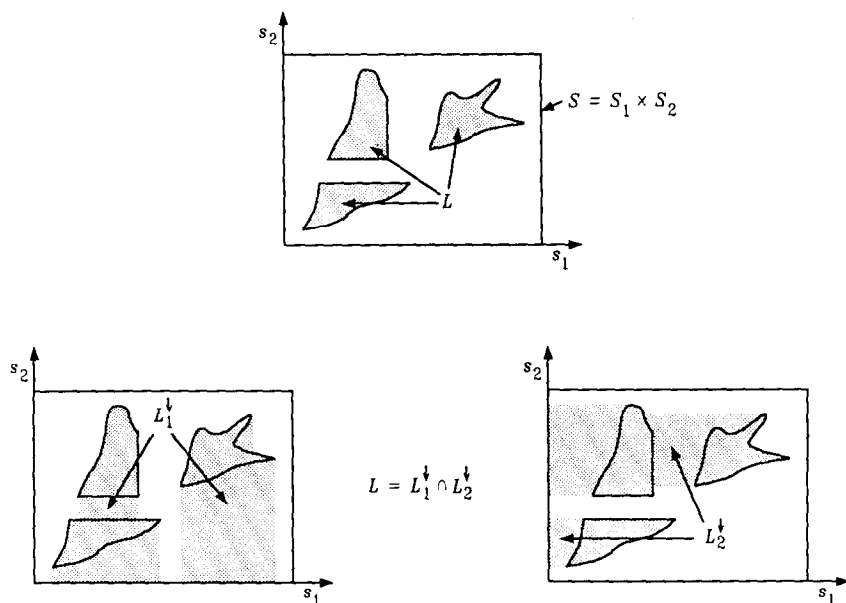 s₂
S = S₁ × S₂
L
s₁
s₂
L₁↓
s₁
L = L₁↓ ∩ L₂↓
s₂
L₂↓
s₁